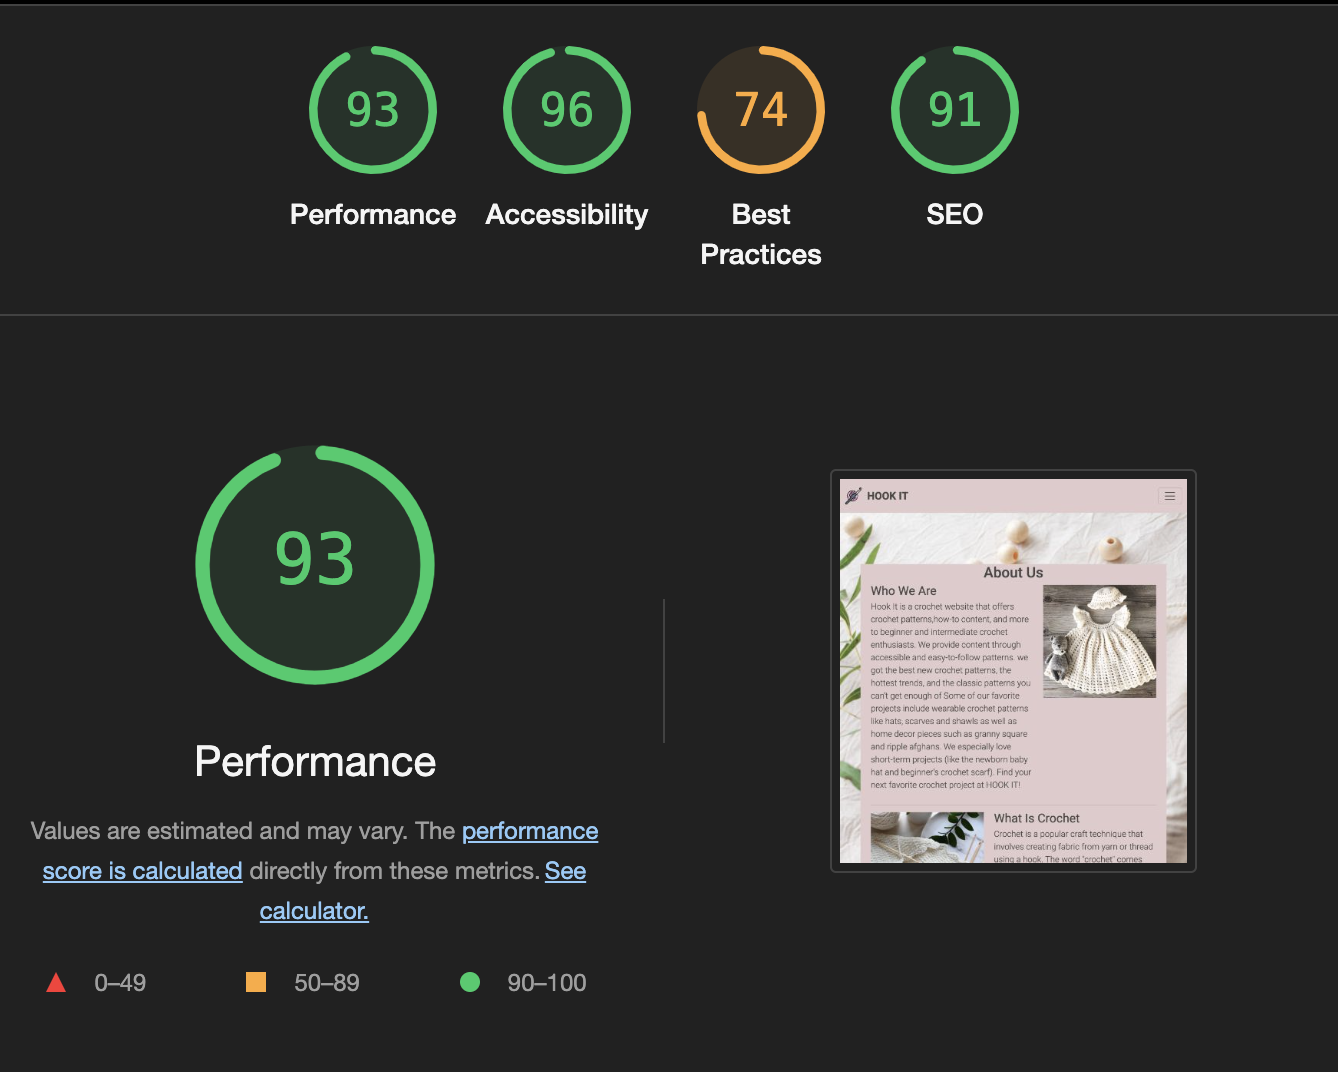 93
96
74
91
Performance
Accessibility
Best
Practices
SEO
93
Performance
Values are estimated and may vary. The performance
score is calculated directly from these metrics. See
calculator.
0–49
50–89
90–100
HOOK IT
About Us
Who We Are
Hook It is a crochet website that offers
crochet patterns,how-to content, and more
to beginner and intermediate crochet
enthusiasts. We provide content through
accessible and easy-to-follow patterns. we
got the best new crochet patterns, the
hottest trends, and the classic patterns you
can't get enough of Some of our favorite
projects include wearable crochet patterns
like hats, scarves and shawls as well as
home decor pieces such as granny square
and ripple afghans. We especially love
short-term projects (like the newborn baby
hat and beginner's crochet scarf). Find your
next favorite crochet project at HOOK IT!
What Is Crochet
Crochet is a popular craft technique that
involves creating fabric from yarn or thread
using a hook. The word "crochet" comes